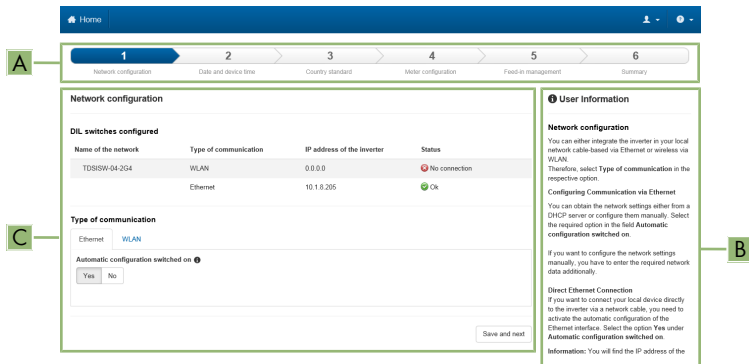 Home
A
1 2 3 4 5 6
Network configuration Date and device time Country standard Meter configuration Feed-in management Summary
Network configuration
DIL switches configured
Name of the network Type of communication IP address of the inverter Status
TDSISW-04-2G4 WLAN 0.0.0.0 No connection
Ethernet 10.1.8.205 Ok
Type of communication
Ethernet WLAN
Automatic configuration switched on
Yes No
Save and next
C
User Information
Network configuration
You can either integrate the inverter in your local
network cable-based via Ethernet or wireless via
WLAN.
Therefore, select Type of communication in the
respective option.
Configuring Communication via Ethernet
You can obtain the network settings either from a
DHCP server or configure them manually. Select
the required option in the field Automatic
configuration switched on.
If you want to configure the network settings
manually, you have to enter the required network
data additionally.
Direct Ethernet Connection
If you want to connect your local device directly
to the inverter via a network cable, you need to
activate the automatic configuration of the
Ethernet interface. Select the option Yes under
Automatic configuration switched on.
Information: You will find the IP address of the
B